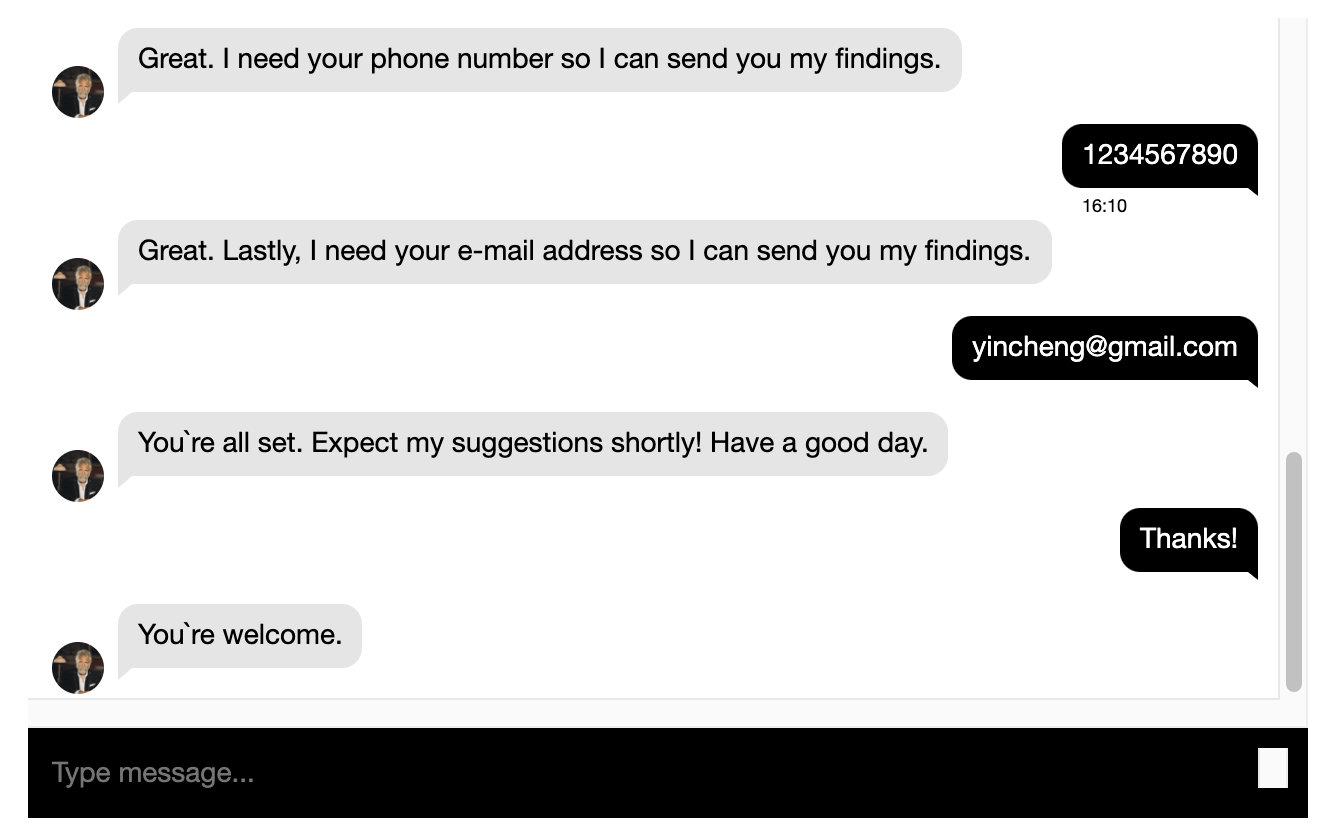 Great. I need your phone number so I can send you my findings.
1234567890
16:10
Great. Lastly, I need your e-mail address so I can send you my findings.
yincheng@gmail.com
You`re all set. Expect my suggestions shortly! Have a good day.
Thanks!
You`re welcome.
Type message...